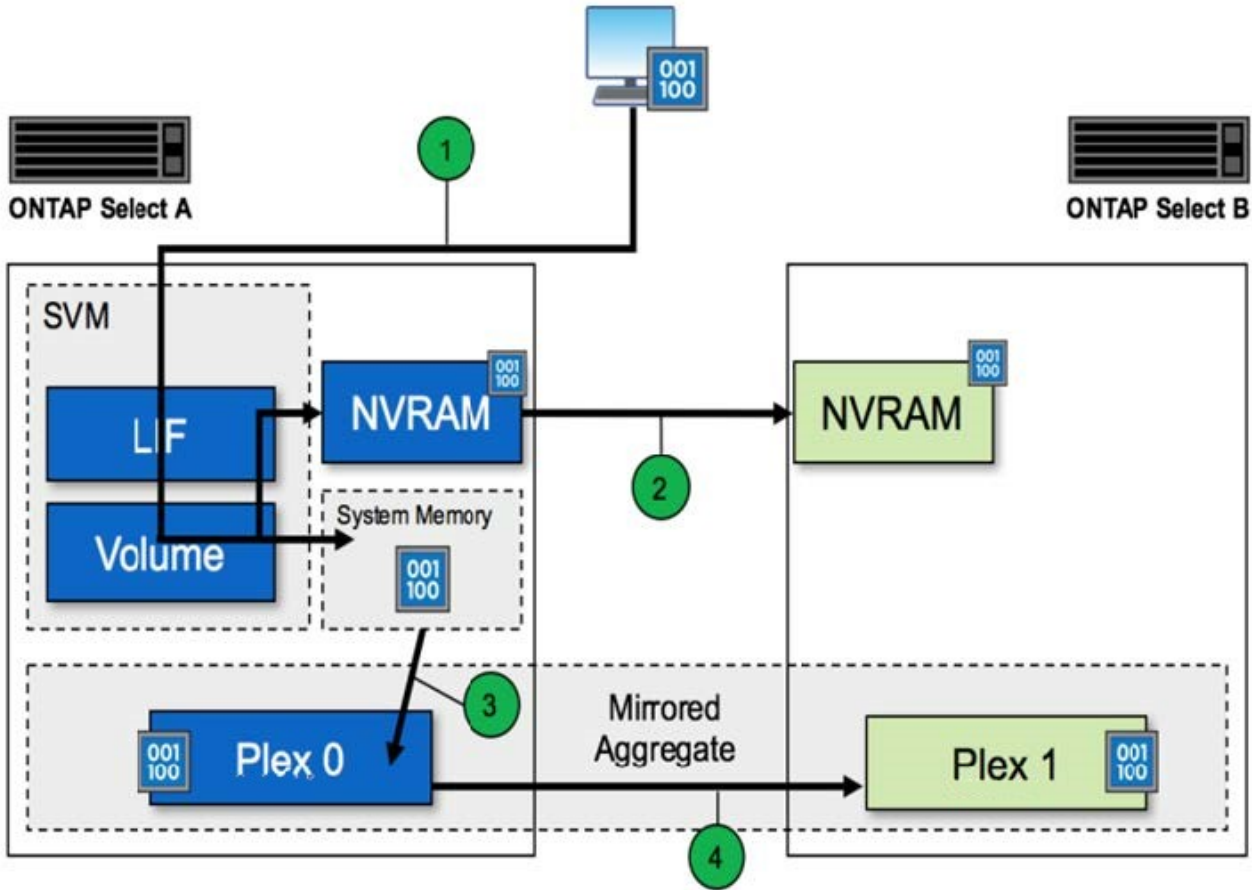 001
100
1
ONTAP Select A
ONTAP Select B
SVM
LIF
NVRAM
001
100
NVRAM
001
100
2
Volume
System Memory
001
100
3
Mirrored
Aggregate
001
100
Plex 0
Plex 1
001
100
4